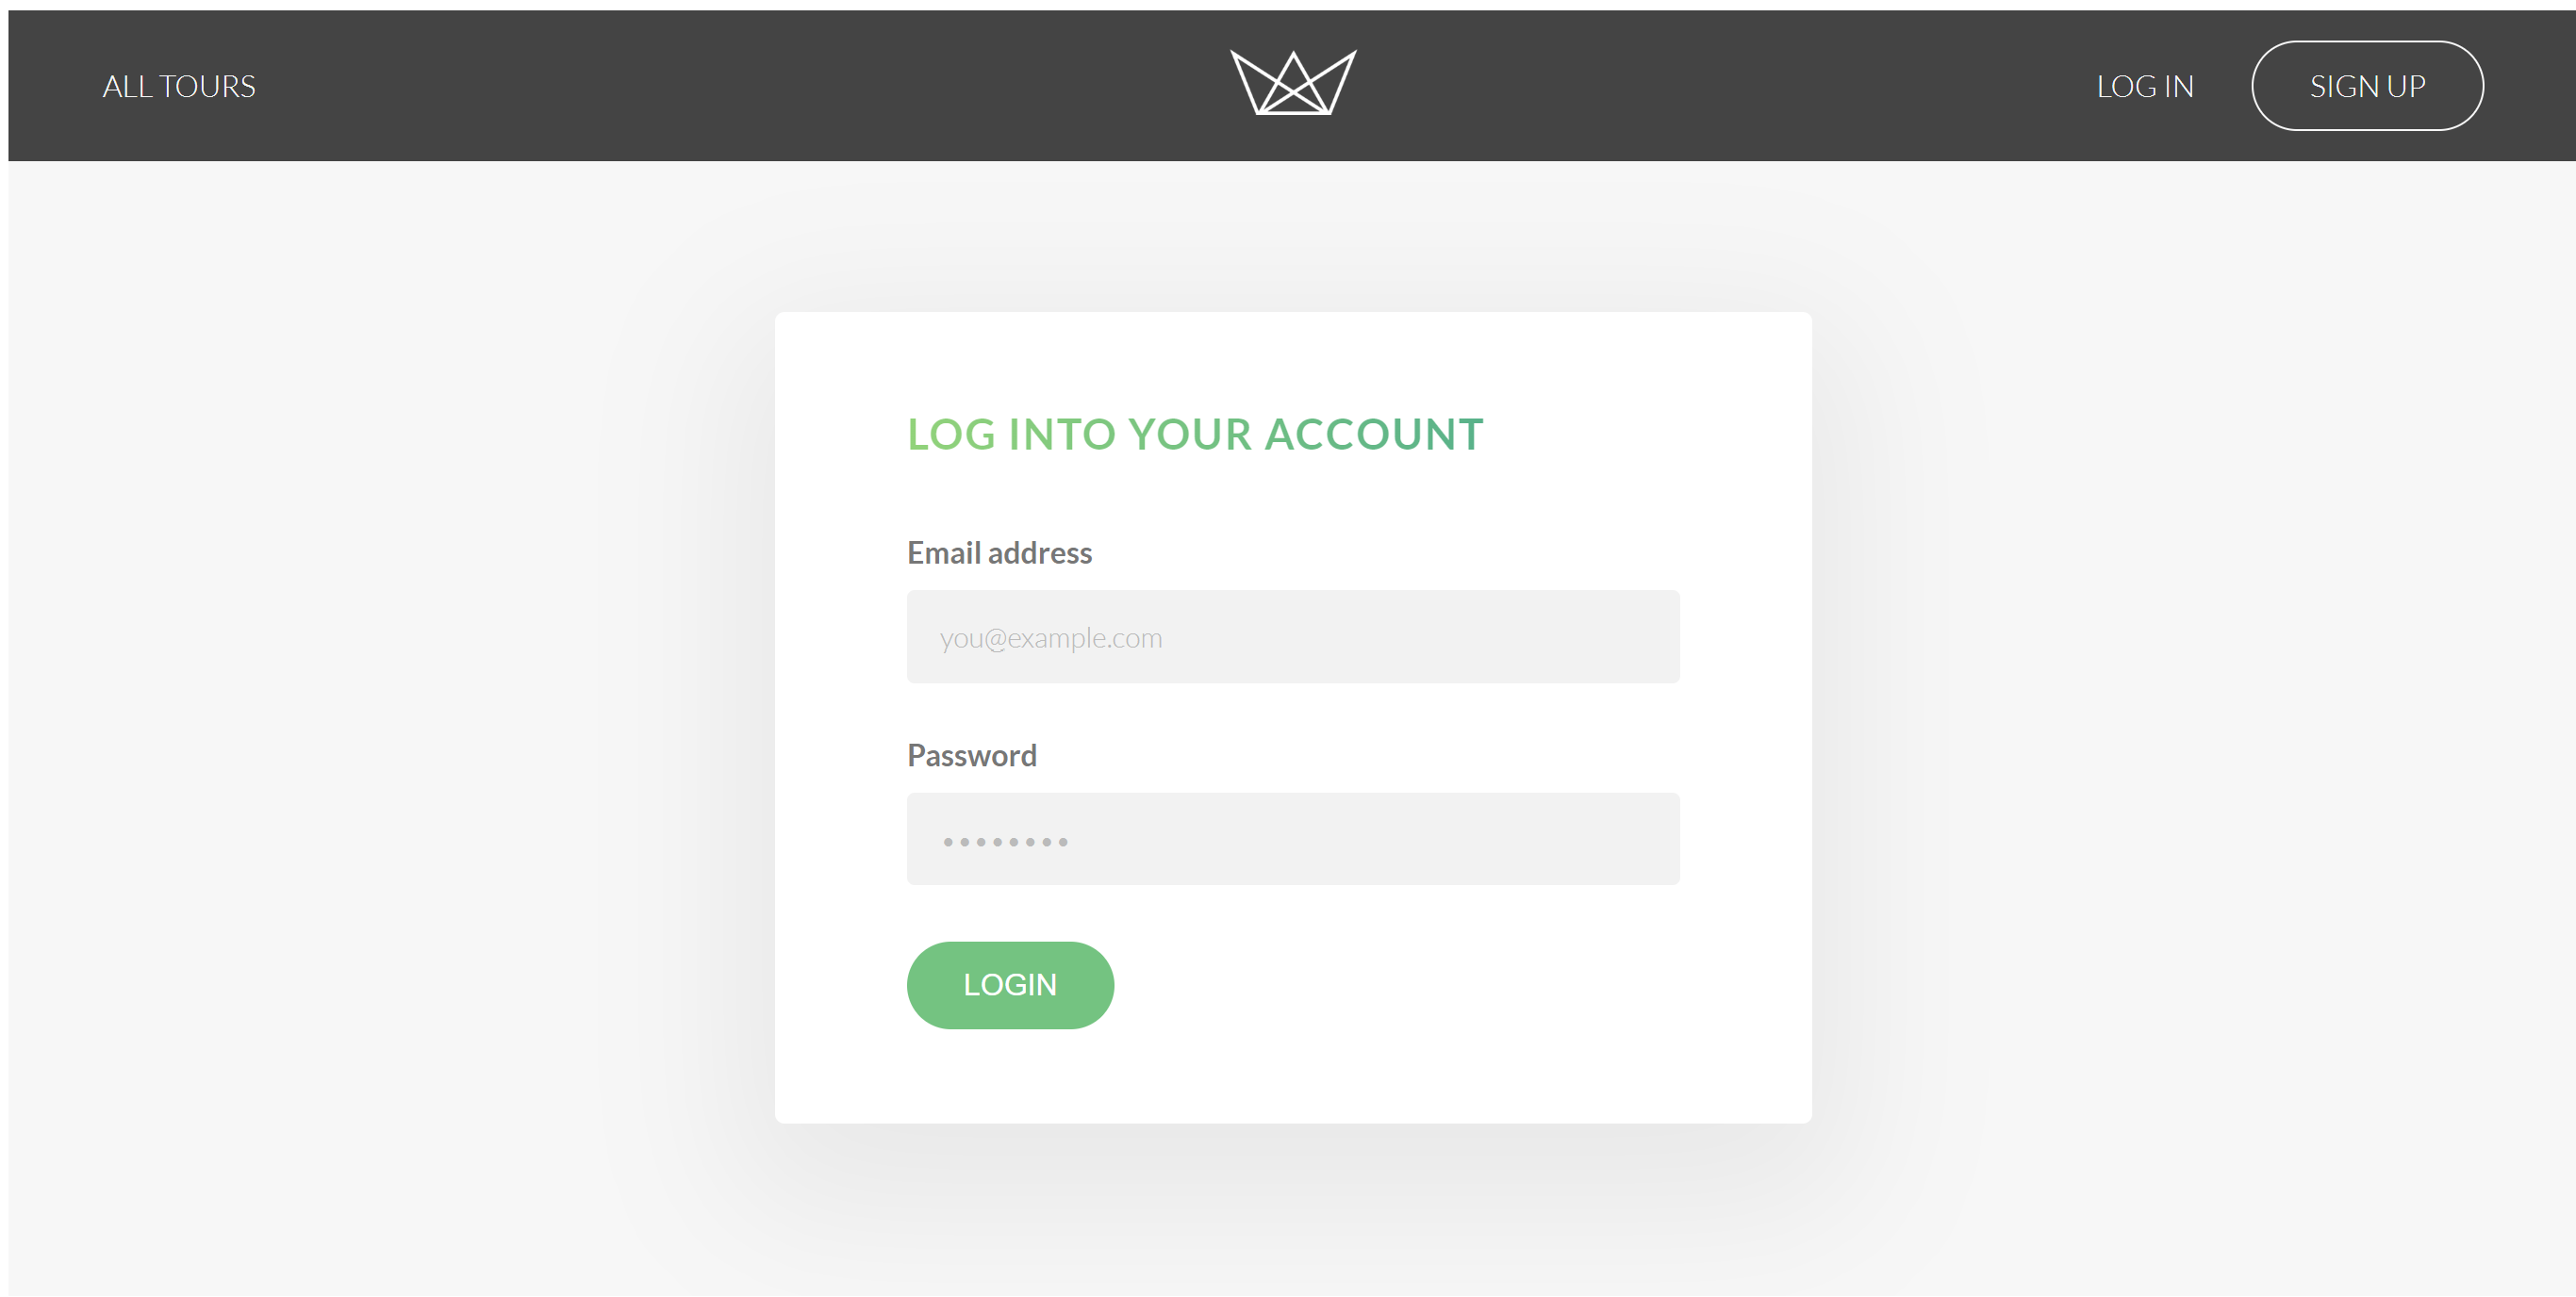 ALL TOURS
LOG IN
SIGN UP
LOG INTO YOUR ACCOUNT
Email address
you@example.com
Password
••••••••
LOGIN